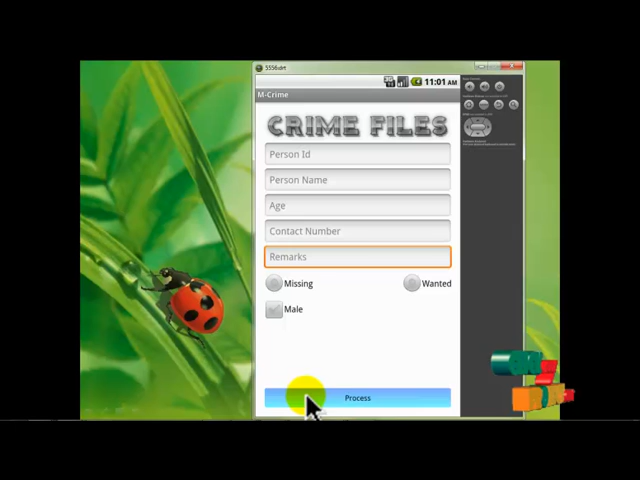 5556:irt
11:01 AM
M-Crime
CRIME FILES
Person Id
Person Name
Age
Contact Number
Remarks
Missing
Wanted
Male
Process